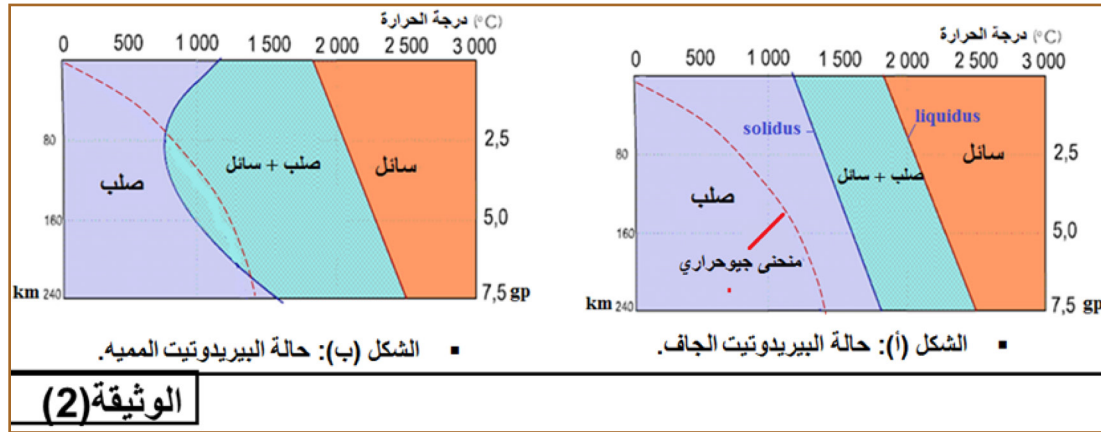 درجة الحرارة (°C)
0 500 1 000 1 500 2 000 2 500 3 000
80
160
km 240
2,5
5,0
7,5 gp
solidus
liquidus
صلب
صلب + سائل
سائل
منحنى جيوحراري
الشكل (أ): حالة البيريدوتيت الجاف.
درجة الحرارة (°C)
0 500 1 000 1 500 2 000 2 500 3 000
80
160
km 240
2,5
5,0
7,5 gp
صلب
صلب + سائل
سائل
الشكل (ب): حالة البيريدوتيت المميه.
الوثيقة(2)